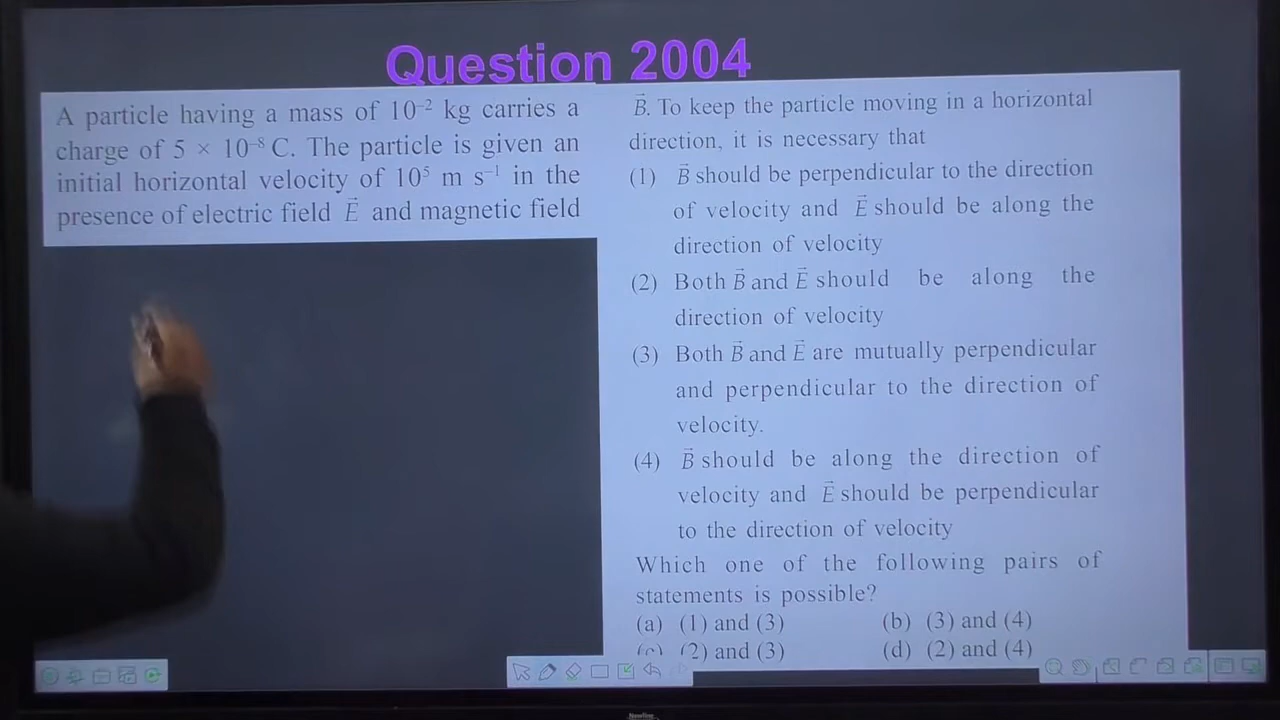 Question 2004
A particle having a mass of 10⁻² kg carries a
charge of 5 × 10⁻⁸ C. The particle is given an
initial horizontal velocity of 10⁵ m s⁻¹ in the
presence of electric field E⃗ and magnetic field
B⃗. To keep the particle moving in a horizontal
direction, it is necessary that
(1) B⃗ should be perpendicular to the direction
of velocity and E⃗ should be along the
direction of velocity
(2) Both B⃗ and E⃗ should be along the
direction of velocity
(3) Both B⃗ and E⃗ are mutually perpendicular
and perpendicular to the direction of
velocity.
(4) B⃗ should be along the direction of
velocity and E⃗ should be perpendicular
to the direction of velocity
Which one of the following pairs of
statements is possible?
(a) (1) and (3) (b) (3) and (4)
(c) (2) and (3) (d) (2) and (4)
Newline